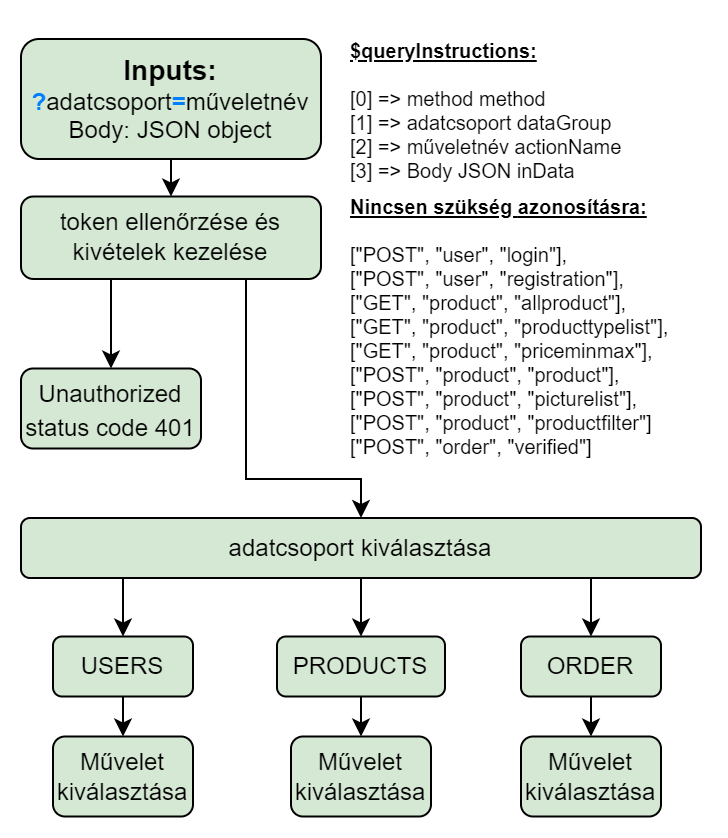 Inputs:
?adatcsoport=műveletnév
Body: JSON object
$queryInstructions:
[0] => method method
[1] => adatcsoport dataGroup
[2] => műveletnév actionName
[3] => Body JSON inData
Nincsen szükség azonosításra:
["POST", "user", "login"],
["POST", "user", "registration"],
["GET", "product", "allproduct"],
["GET", "product", "producttypelist"],
["GET", "product", "priceminmax"],
["POST", "product", "product"],
["POST", "product", "picturelist"],
["POST", "product", "productfilter"]
["POST", "order", "verified"]
token ellenőrzése és
kivételek kezelése
Unauthorized
status code 401
adatcsoport kiválasztása
USERS
PRODUCTS
ORDER
Művelet
kiválasztása
Művelet
kiválasztása
Művelet
kiválasztása